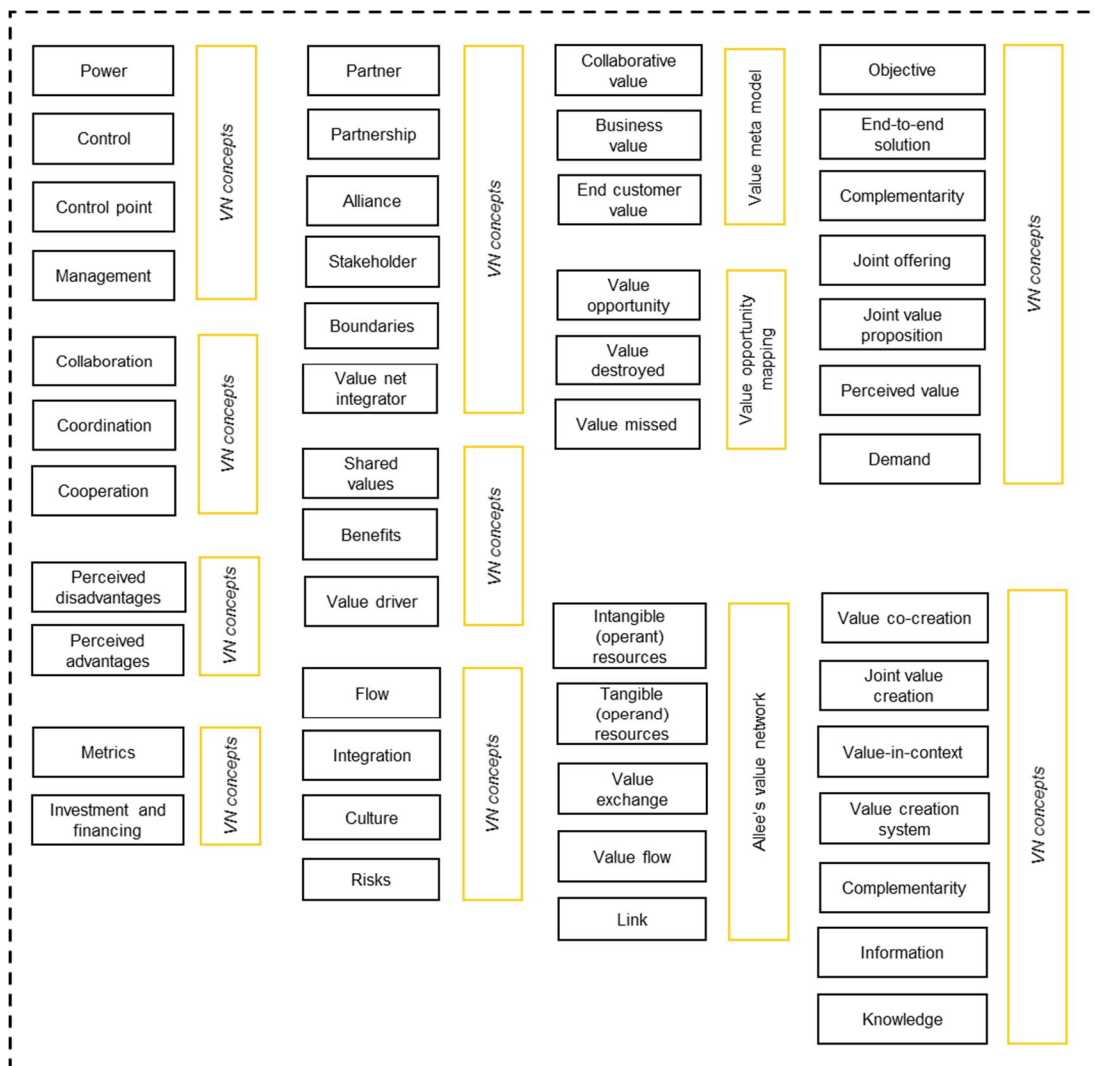 Power
Control
Control point
Management
VN concepts
Collaboration
Coordination
Cooperation
VN concepts
Perceived
disadvantages
Perceived
advantages
VN concepts
Metrics
Investment and
financing
VN concepts
Partner
Partnership
Alliance
Stakeholder
Boundaries
Value net
integrator
VN concepts
Shared
values
Benefits
Value driver
VN concepts
Flow
Integration
Culture
Risks
VN concepts
Collaborative
value
Business
value
End customer
value
Value meta model
Value
opportunity
Value
destroyed
Value missed
Value opportunity
mapping
Intangible
(operant)
resources
Tangible
(operand)
resources
Value
exchange
Value flow
Link
Allee's value network
Objective
End-to-end
solution
Complementarity
Joint offering
Joint value
proposition
Perceived value
Demand
VN concepts
Value co-creation
Joint value
creation
Value-in-context
Value creation
system
Complementarity
Information
Knowledge
VN concepts